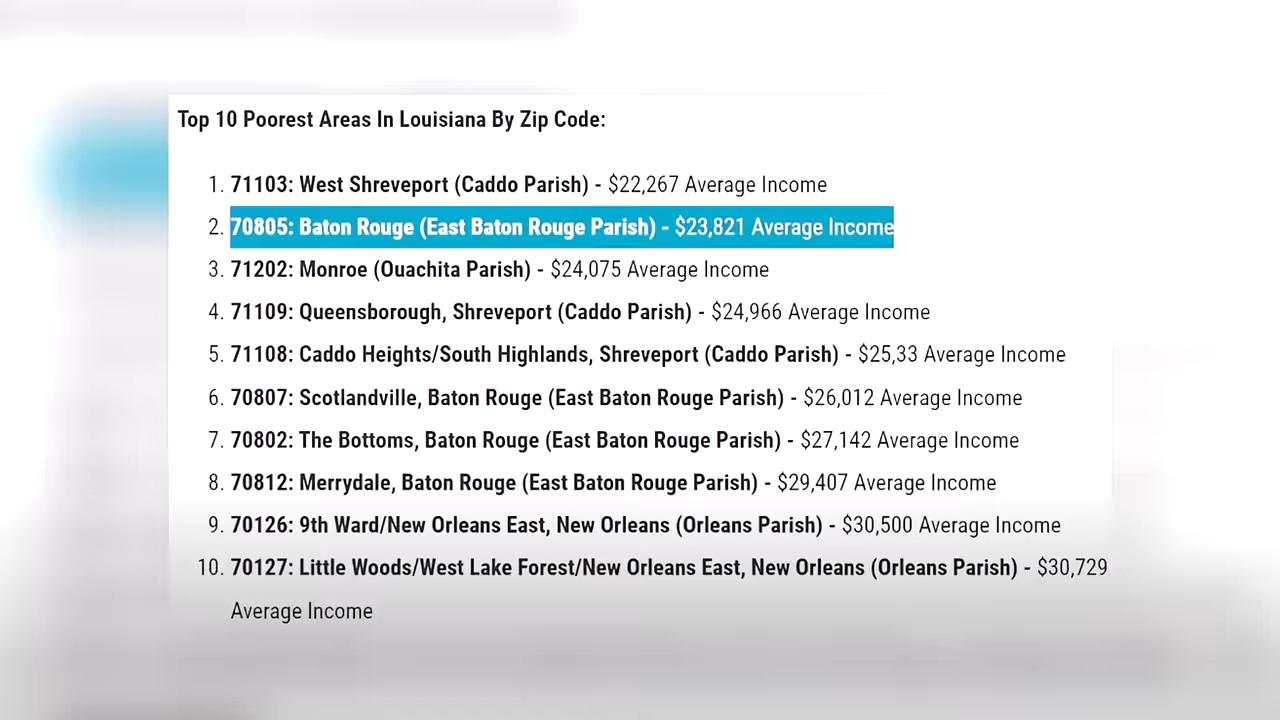 Top 10 Poorest Areas In Louisiana By Zip Code:
1. 71103: West Shreveport (Caddo Parish) - $22,267 Average Income
2. 70805: Baton Rouge (East Baton Rouge Parish) - $23,821 Average Income
3. 71202: Monroe (Ouachita Parish) - $24,075 Average Income
4. 71109: Queensborough, Shreveport (Caddo Parish) - $24,966 Average Income
5. 71108: Caddo Heights/South Highlands, Shreveport (Caddo Parish) - $25,33 Average Income
6. 70807: Scotlandville, Baton Rouge (East Baton Rouge Parish) - $26,012 Average Income
7. 70802: The Bottoms, Baton Rouge (East Baton Rouge Parish) - $27,142 Average Income
8. 70812: Merrydale, Baton Rouge (East Baton Rouge Parish) - $29,407 Average Income
9. 70126: 9th Ward/New Orleans East, New Orleans (Orleans Parish) - $30,500 Average Income
10. 70127: Little Woods/West Lake Forest/New Orleans East, New Orleans (Orleans Parish) - $30,729
Average Income